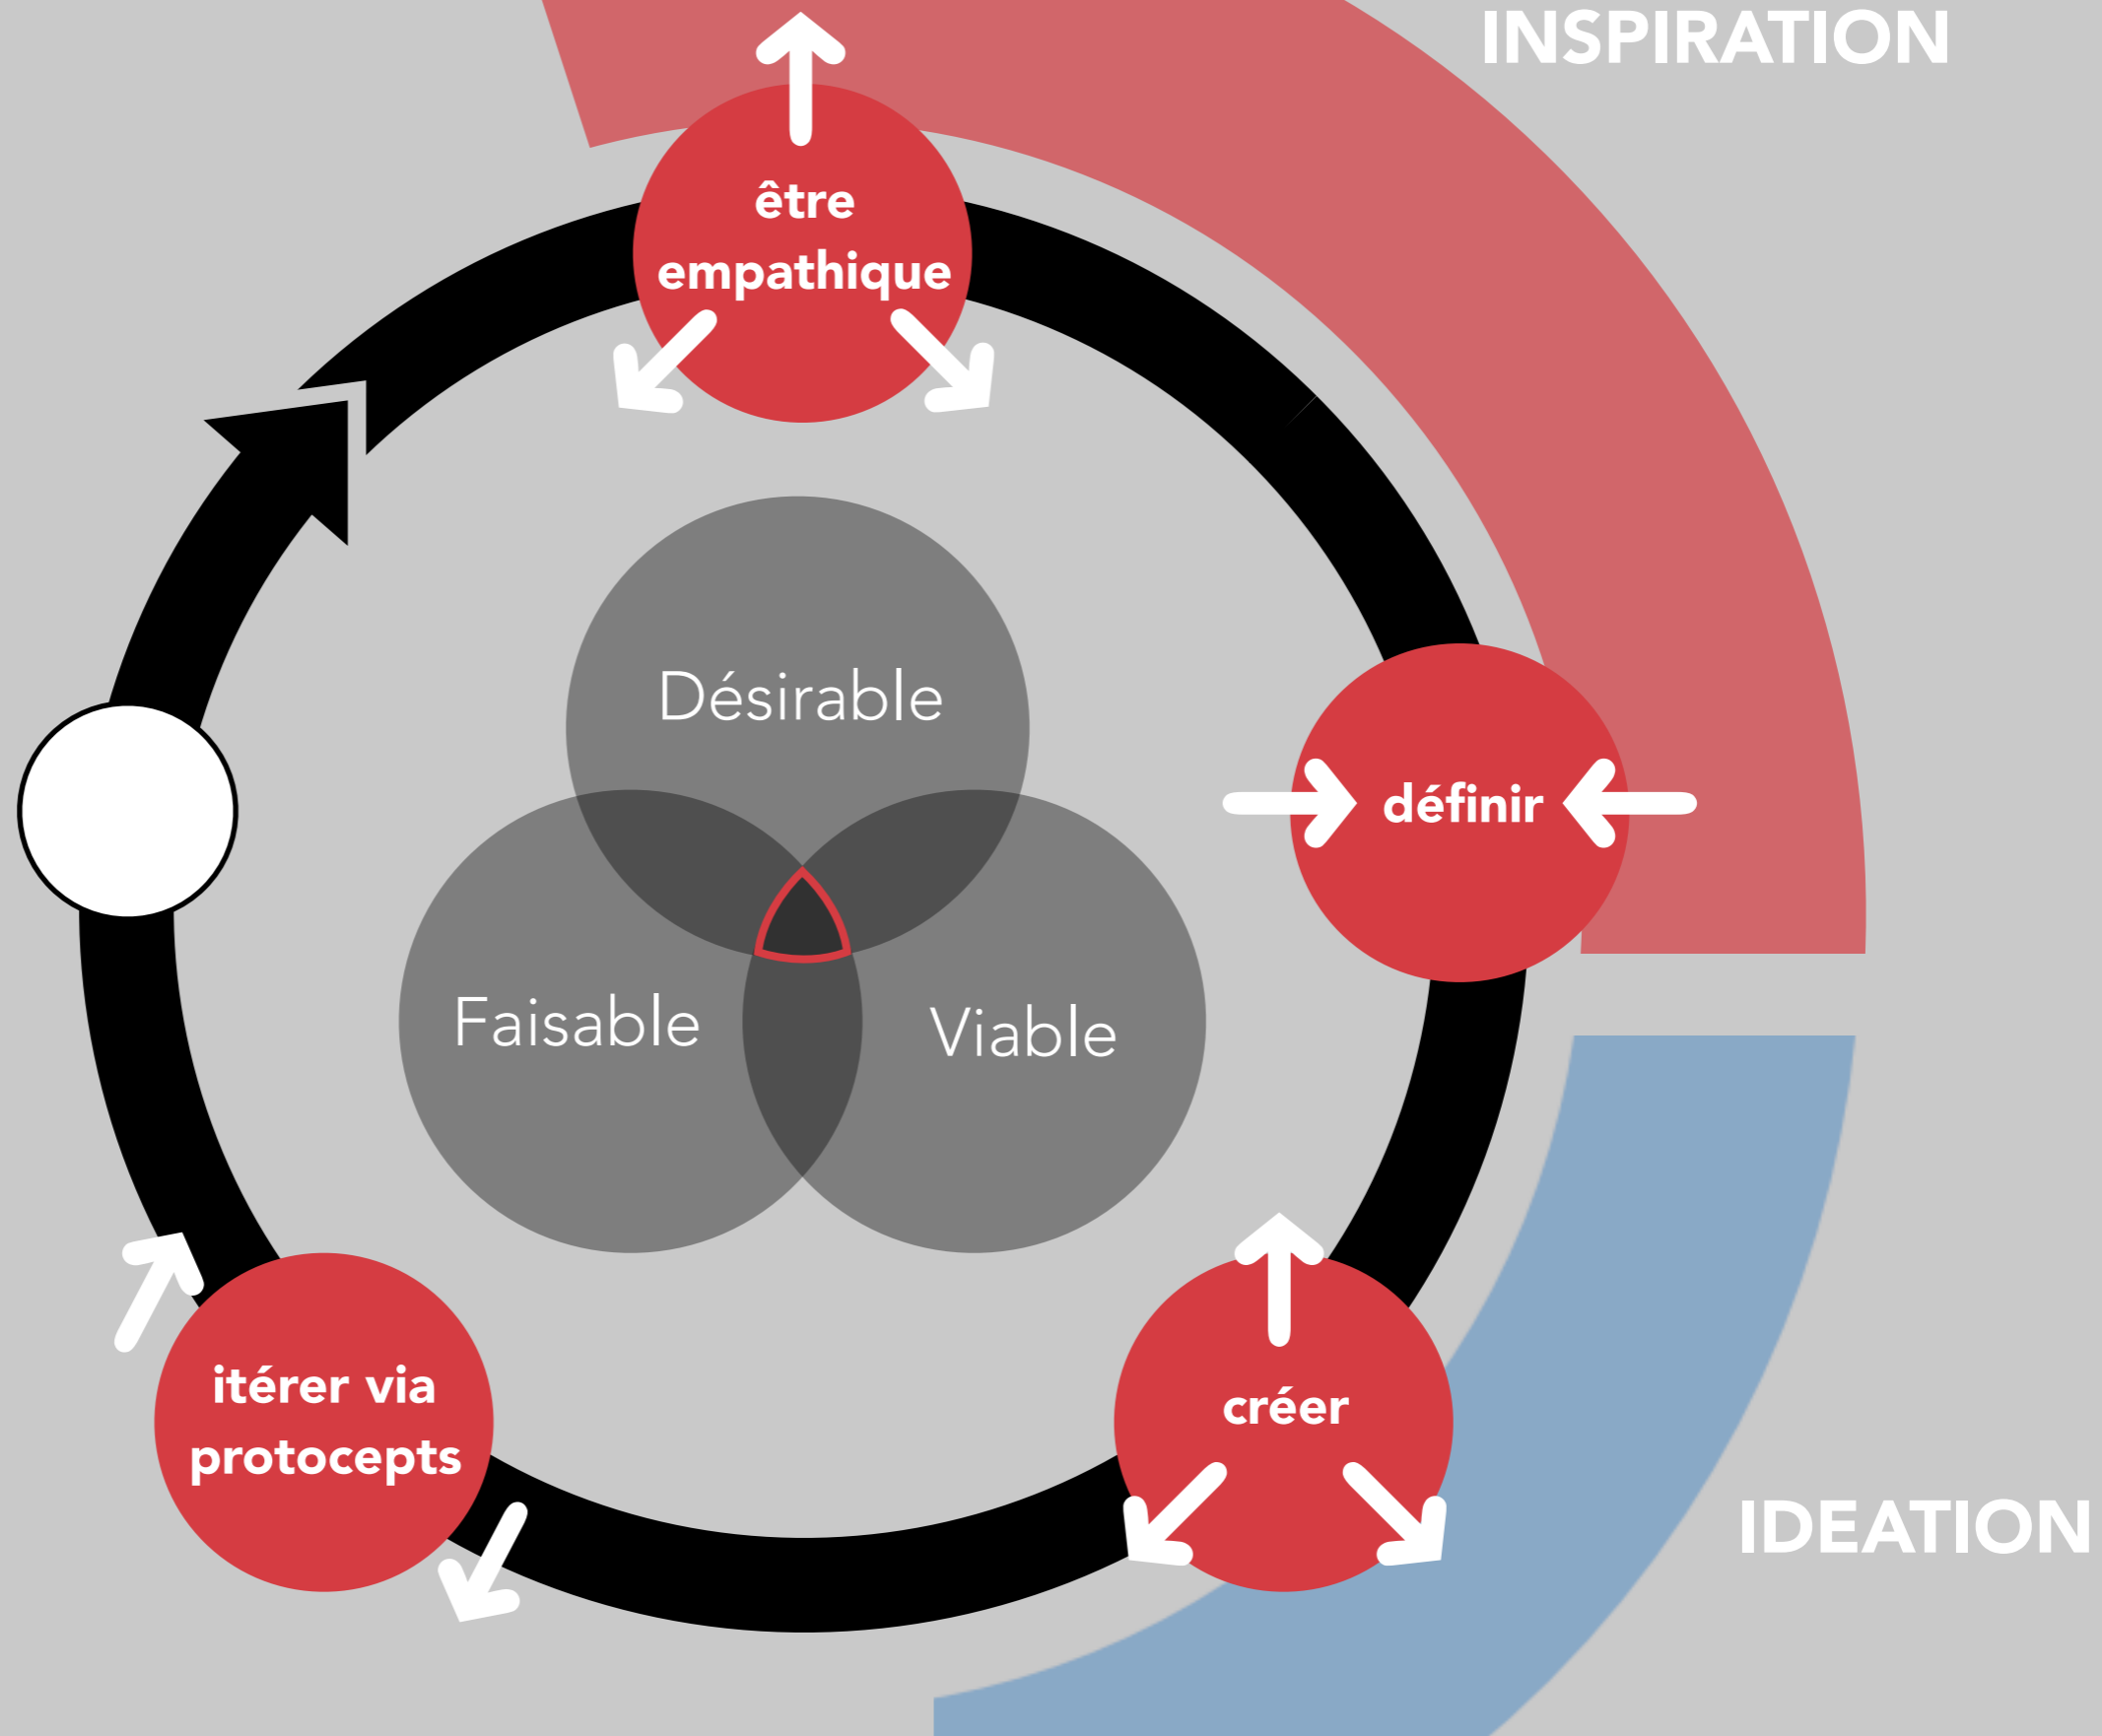 INSPIRATION
être
empathique
Désirable
définir
Faisable
Viable
itérer via
protocepts
créer
IDEATION